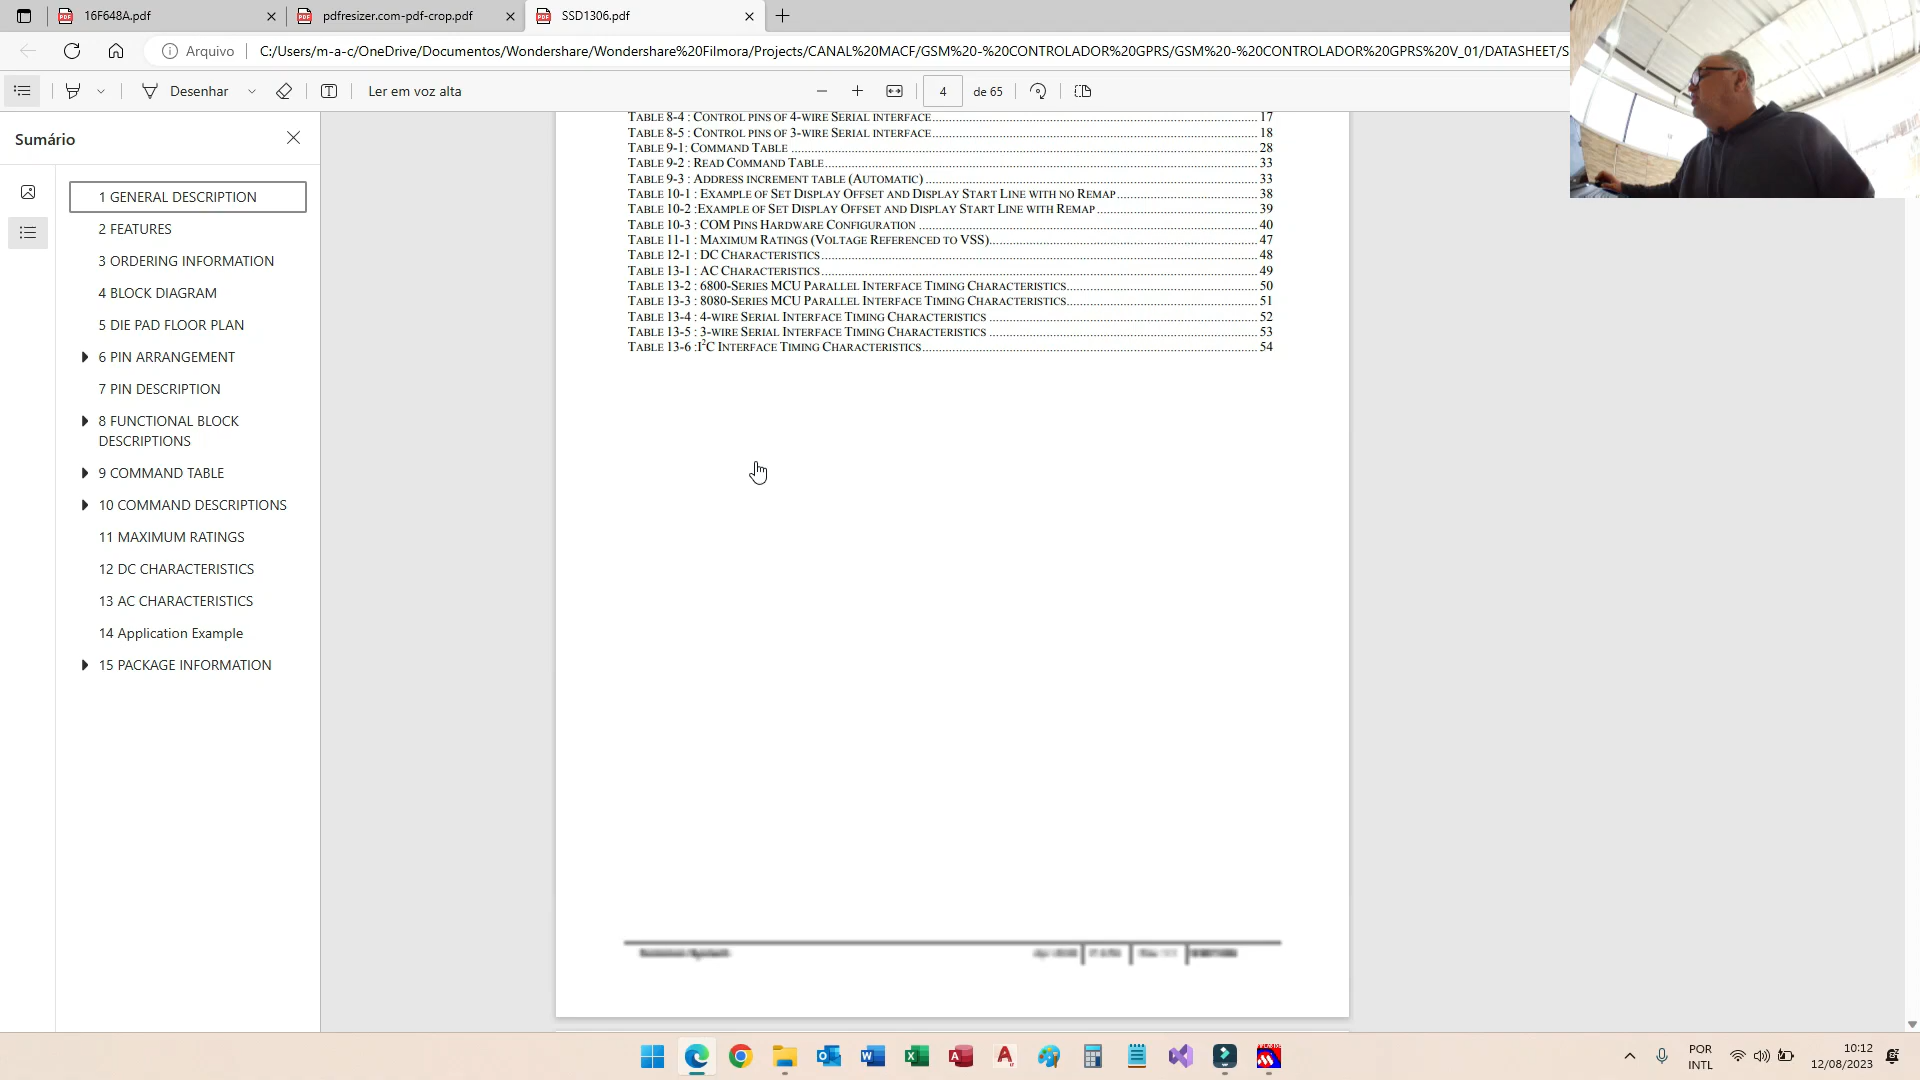 16F648A.pdf
pdfresizer.com-pdf-crop.pdf
SSD1306.pdf
Arquivo
C:/Users/m-a-c/OneDrive/Documentos/Wondershare/Wondershare%20Filmora/Projects/CANAL%20MACF/GSM%20-%20CONTROLADOR%20GPRS/GSM%20-%20CONTROLADOR%20GPRS%20V_01/DATASHEET/S
Desenhar
Ler em voz alta
4
de 65
Sumário
1 GENERAL DESCRIPTION
2 FEATURES
3 ORDERING INFORMATION
4 BLOCK DIAGRAM
5 DIE PAD FLOOR PLAN
6 PIN ARRANGEMENT
7 PIN DESCRIPTION
8 FUNCTIONAL BLOCK
DESCRIPTIONS
9 COMMAND TABLE
10 COMMAND DESCRIPTIONS
11 MAXIMUM RATINGS
12 DC CHARACTERISTICS
13 AC CHARACTERISTICS
14 Application Example
15 PACKAGE INFORMATION
TABLE 8-4 : CONTROL PINS OF 4-WIRE SERIAL INTERFACE 17
TABLE 8-5 : CONTROL PINS OF 3-WIRE SERIAL INTERFACE 18
TABLE 9-1: COMMAND TABLE 28
TABLE 9-2 : READ COMMAND TABLE 33
TABLE 9-3 : ADDRESS INCREMENT TABLE (AUTOMATIC) 33
TABLE 10-1 : EXAMPLE OF SET DISPLAY OFFSET AND DISPLAY START LINE WITH NO REMAP 38
TABLE 10-2 :EXAMPLE OF SET DISPLAY OFFSET AND DISPLAY START LINE WITH REMAP 39
TABLE 10-3 : COM PINS HARDWARE CONFIGURATION 40
TABLE 11-1 : MAXIMUM RATINGS (VOLTAGE REFERENCED TO VSS) 47
TABLE 12-1 : DC CHARACTERISTICS 48
TABLE 13-1 : AC CHARACTERISTICS 49
TABLE 13-2 : 6800-SERIES MCU PARALLEL INTERFACE TIMING CHARACTERISTICS 50
TABLE 13-3 : 8080-SERIES MCU PARALLEL INTERFACE TIMING CHARACTERISTICS 51
TABLE 13-4 : 4-WIRE SERIAL INTERFACE TIMING CHARACTERISTICS 52
TABLE 13-5 : 3-WIRE SERIAL INTERFACE TIMING CHARACTERISTICS 53
TABLE 13-6 :I²C INTERFACE TIMING CHARACTERISTICS 54
POR
INTL
10:12
12/08/2023